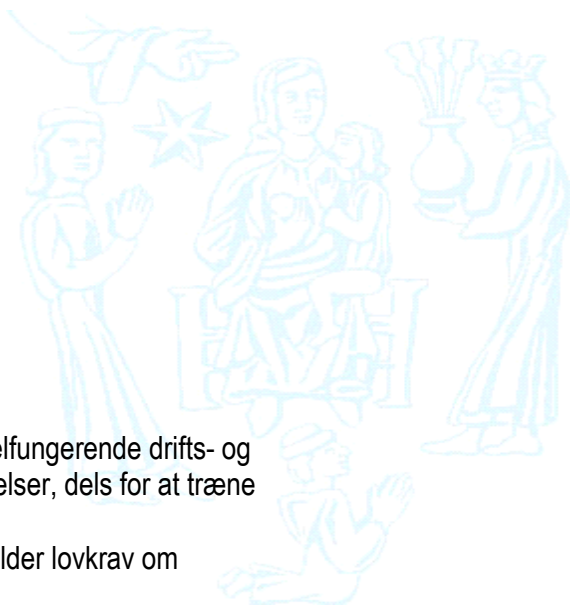 elfungerende drifts- og
elser, dels for at træne
lder lovkrav om